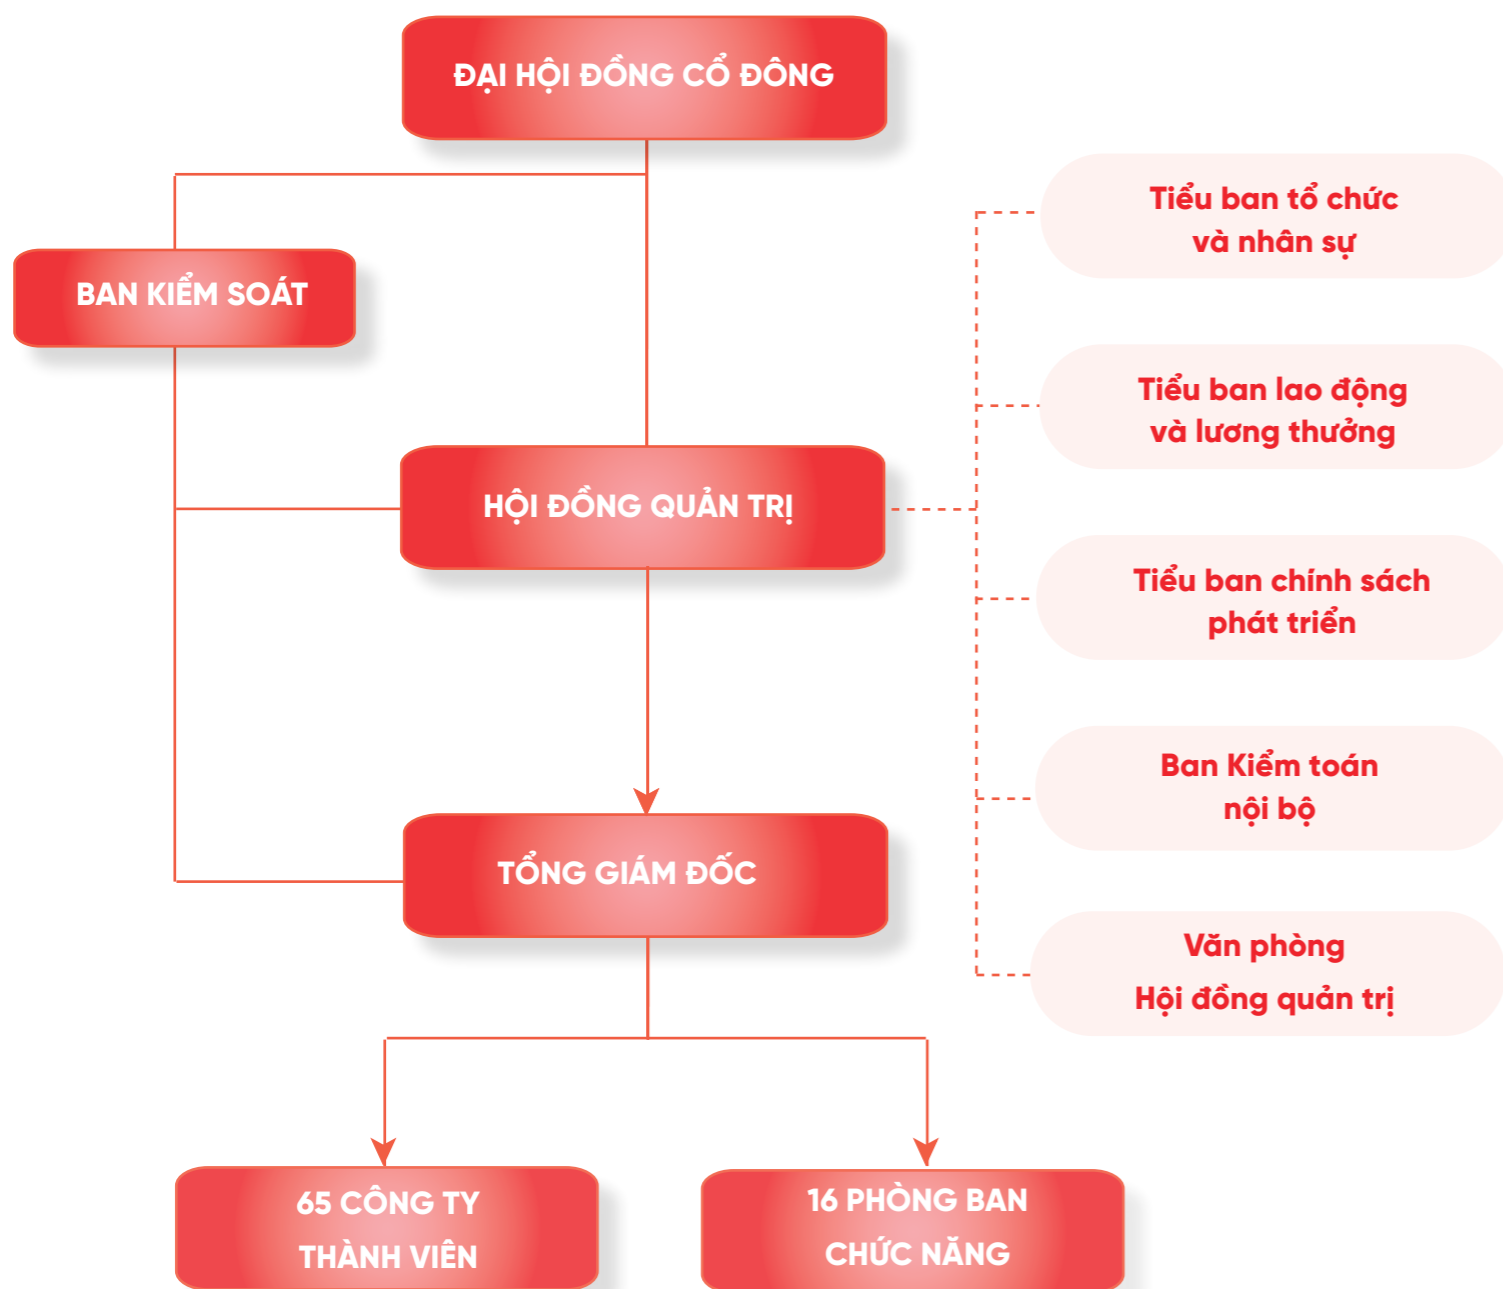 ĐẠI HỘI ĐỒNG CỔ ĐÔNG
Tiểu ban tổ chức
và nhân sự
BAN KIỂM SOÁT
Tiểu ban lao động
và lương thưởng
HỘI ĐỒNG QUẢN TRỊ
Tiểu ban chính sách
phát triển
Ban Kiểm toán
nội bộ
TỔNG GIÁM ĐỐC
Văn phòng
Hội đồng quản trị
65 CÔNG TY
THÀNH VIÊN
16 PHÒNG BAN
CHỨC NĂNG